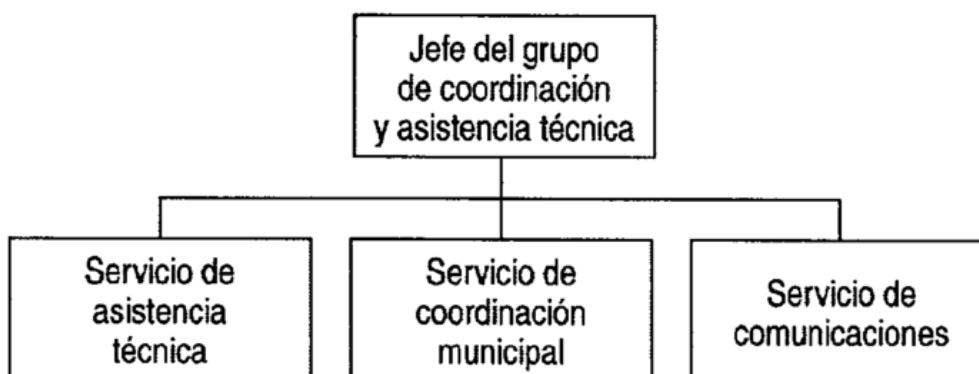 Jefe del grupo
de coordinación
y asistencia técnica
Servicio de
asistencia
técnica
Servicio de
coordinación
municipal
Servicio de
comunicaciones